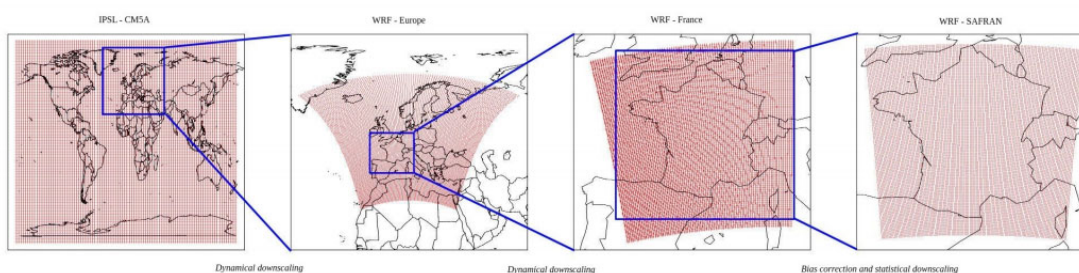 IPSL - CM5A
WRF - Europe
WRF - France
WRF - SAFRAN
Dynamical downscaling
Dynamical downscaling
Bias correction and statistical downscaling